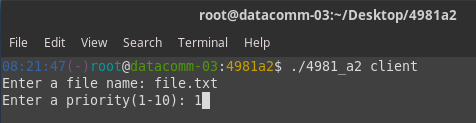 root@datacomm-03:~/Desktop/4981a2
File Edit View Search Terminal Help
08:21:47(-)root@datacomm-03:4981a2$ ./4981_a2 client
Enter a file name: file.txt
Enter a priority(1-10): 1